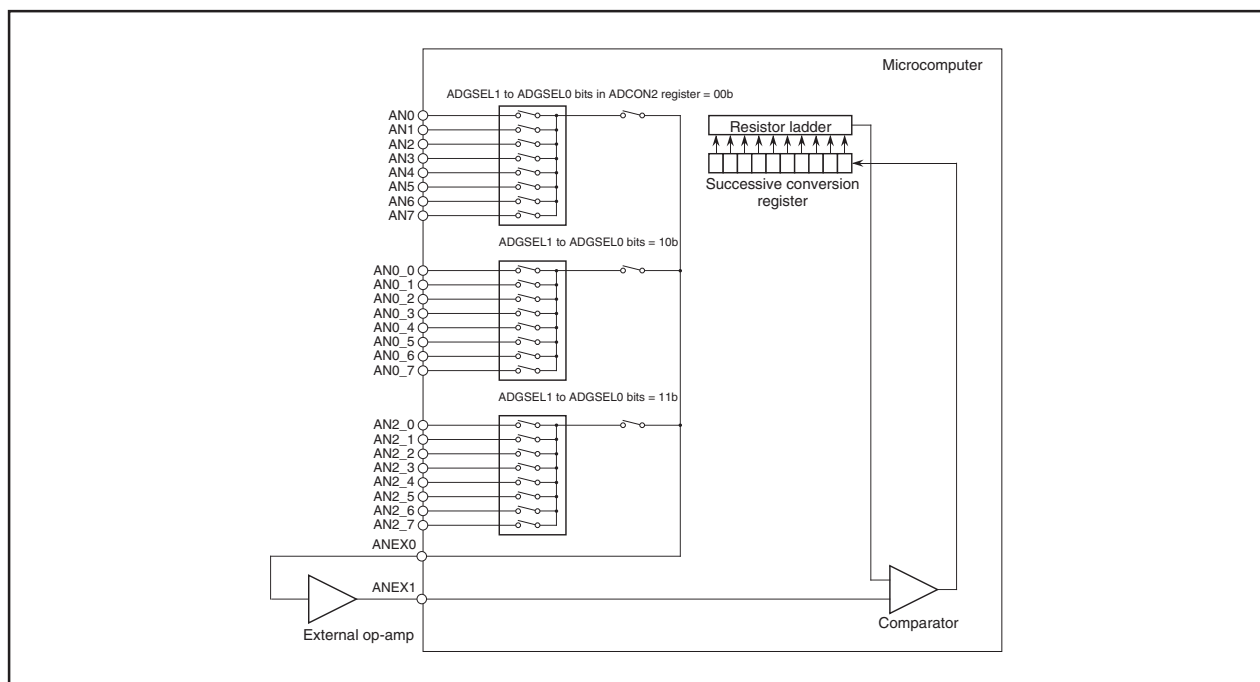 Microcomputer
ADGSEL1 to ADGSEL0 bits in ADCON2 register = 00b
AN0
AN1
AN2
AN3
AN4
AN5
AN6
AN7
Resistor ladder
Successive conversion
register
ADGSEL1 to ADGSEL0 bits = 10b
AN0_0
AN0_1
AN0_2
AN0_3
AN0_4
AN0_5
AN0_6
AN0_7
ADGSEL1 to ADGSEL0 bits = 11b
AN2_0
AN2_1
AN2_2
AN2_3
AN2_4
AN2_5
AN2_6
AN2_7
ANEX0
ANEX1
External op-amp
Comparator